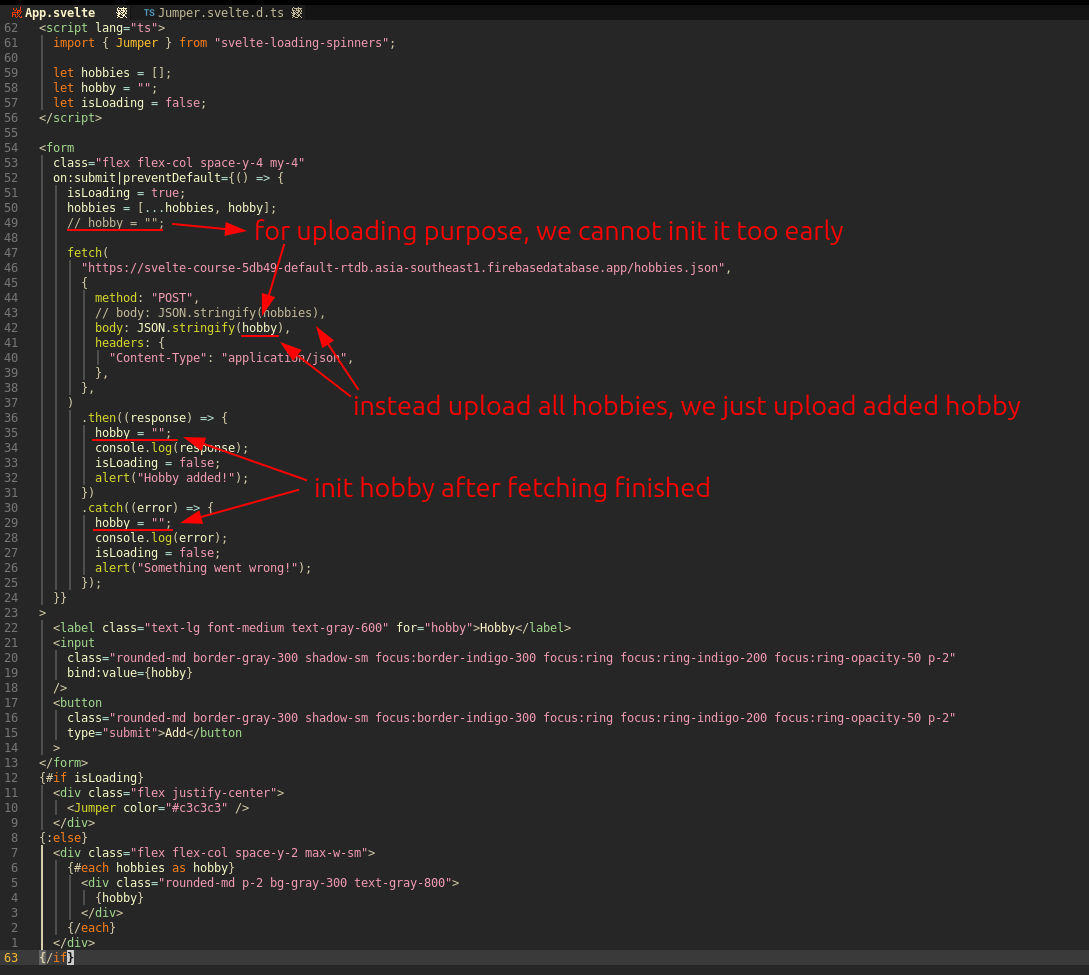 App.svelte TS Jumper.svelte.d.ts
62 <script lang="ts">
61 import { Jumper } from "svelte-loading-spinners";
60
59 let hobbies = [];
58 let hobby = "";
57 let isLoading = false;
56 </script>
55
54 <form
53 class="flex flex-col space-y-4 my-4"
52 on:submit|preventDefault={() => {
51 isLoading = true;
50 hobbies = [...hobbies, hobby];
49 // hobby = ""; for uploading purpose, we cannot init it too early
48
47 fetch(
46 "https://svelte-course-5db49-default-rtdb.asia-southeast1.firebasedatabase.app/hobbies.json",
45 {
44 method: "POST",
43 // body: JSON.stringify(hobbies),
42 body: JSON.stringify(hobby),
41 headers: {
40 "Content-Type": "application/json",
39 },
38 },
37 )
instead upload all hobbies, we just upload added hobby
36 .then((response) => {
35 hobby = "";
34 console.log(response);
33 isLoading = false;
32 alert("Hobby added!");
31 })
init hobby after fetching finished
30 .catch((error) => {
29 hobby = "";
28 console.log(error);
27 isLoading = false;
26 alert("Something went wrong!");
25 });
24 }}
23 >
22 <label class="text-lg font-medium text-gray-600" for="hobby">Hobby</label>
21 <input
20 class="rounded-md border-gray-300 shadow-sm focus:border-indigo-300 focus:ring focus:ring-indigo-200 focus:ring-opacity-50 p-2"
19 bind:value={hobby}
18 />
17 <button
16 class="rounded-md border-gray-300 shadow-sm focus:border-indigo-300 focus:ring focus:ring-indigo-200 focus:ring-opacity-50 p-2"
15 type="submit">Add</button
14 >
13 </form>
12 {#if isLoading}
11 <div class="flex justify-center">
10 <Jumper color="#c3c3c3" />
9 </div>
8 {:else}
7 <div class="flex flex-col space-y-2 max-w-sm">
6 {#each hobbies as hobby}
5 <div class="rounded-md p-2 bg-gray-300 text-gray-800">
4 {hobby}
3 </div>
2 {/each}
1 </div>
63 {/if}